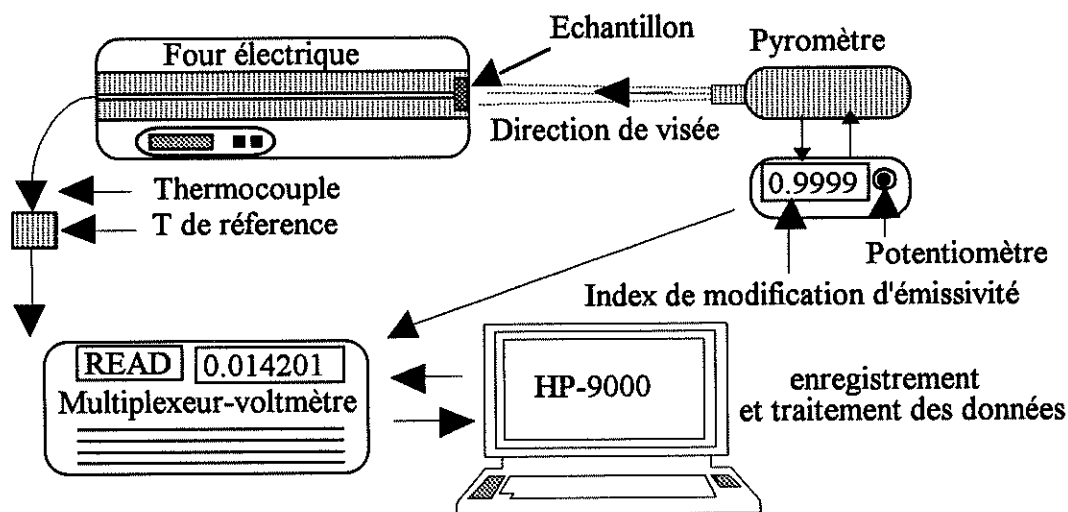 Echantillon
Four électrique
Pyromètre
Direction de visée
0.9999
Thermocouple
T de réference
Potentiomètre
Index de modification d'émissivité
READ 0.014201
Multiplexeur-voltmètre
HP-9000
enregistrement
et traitement des données